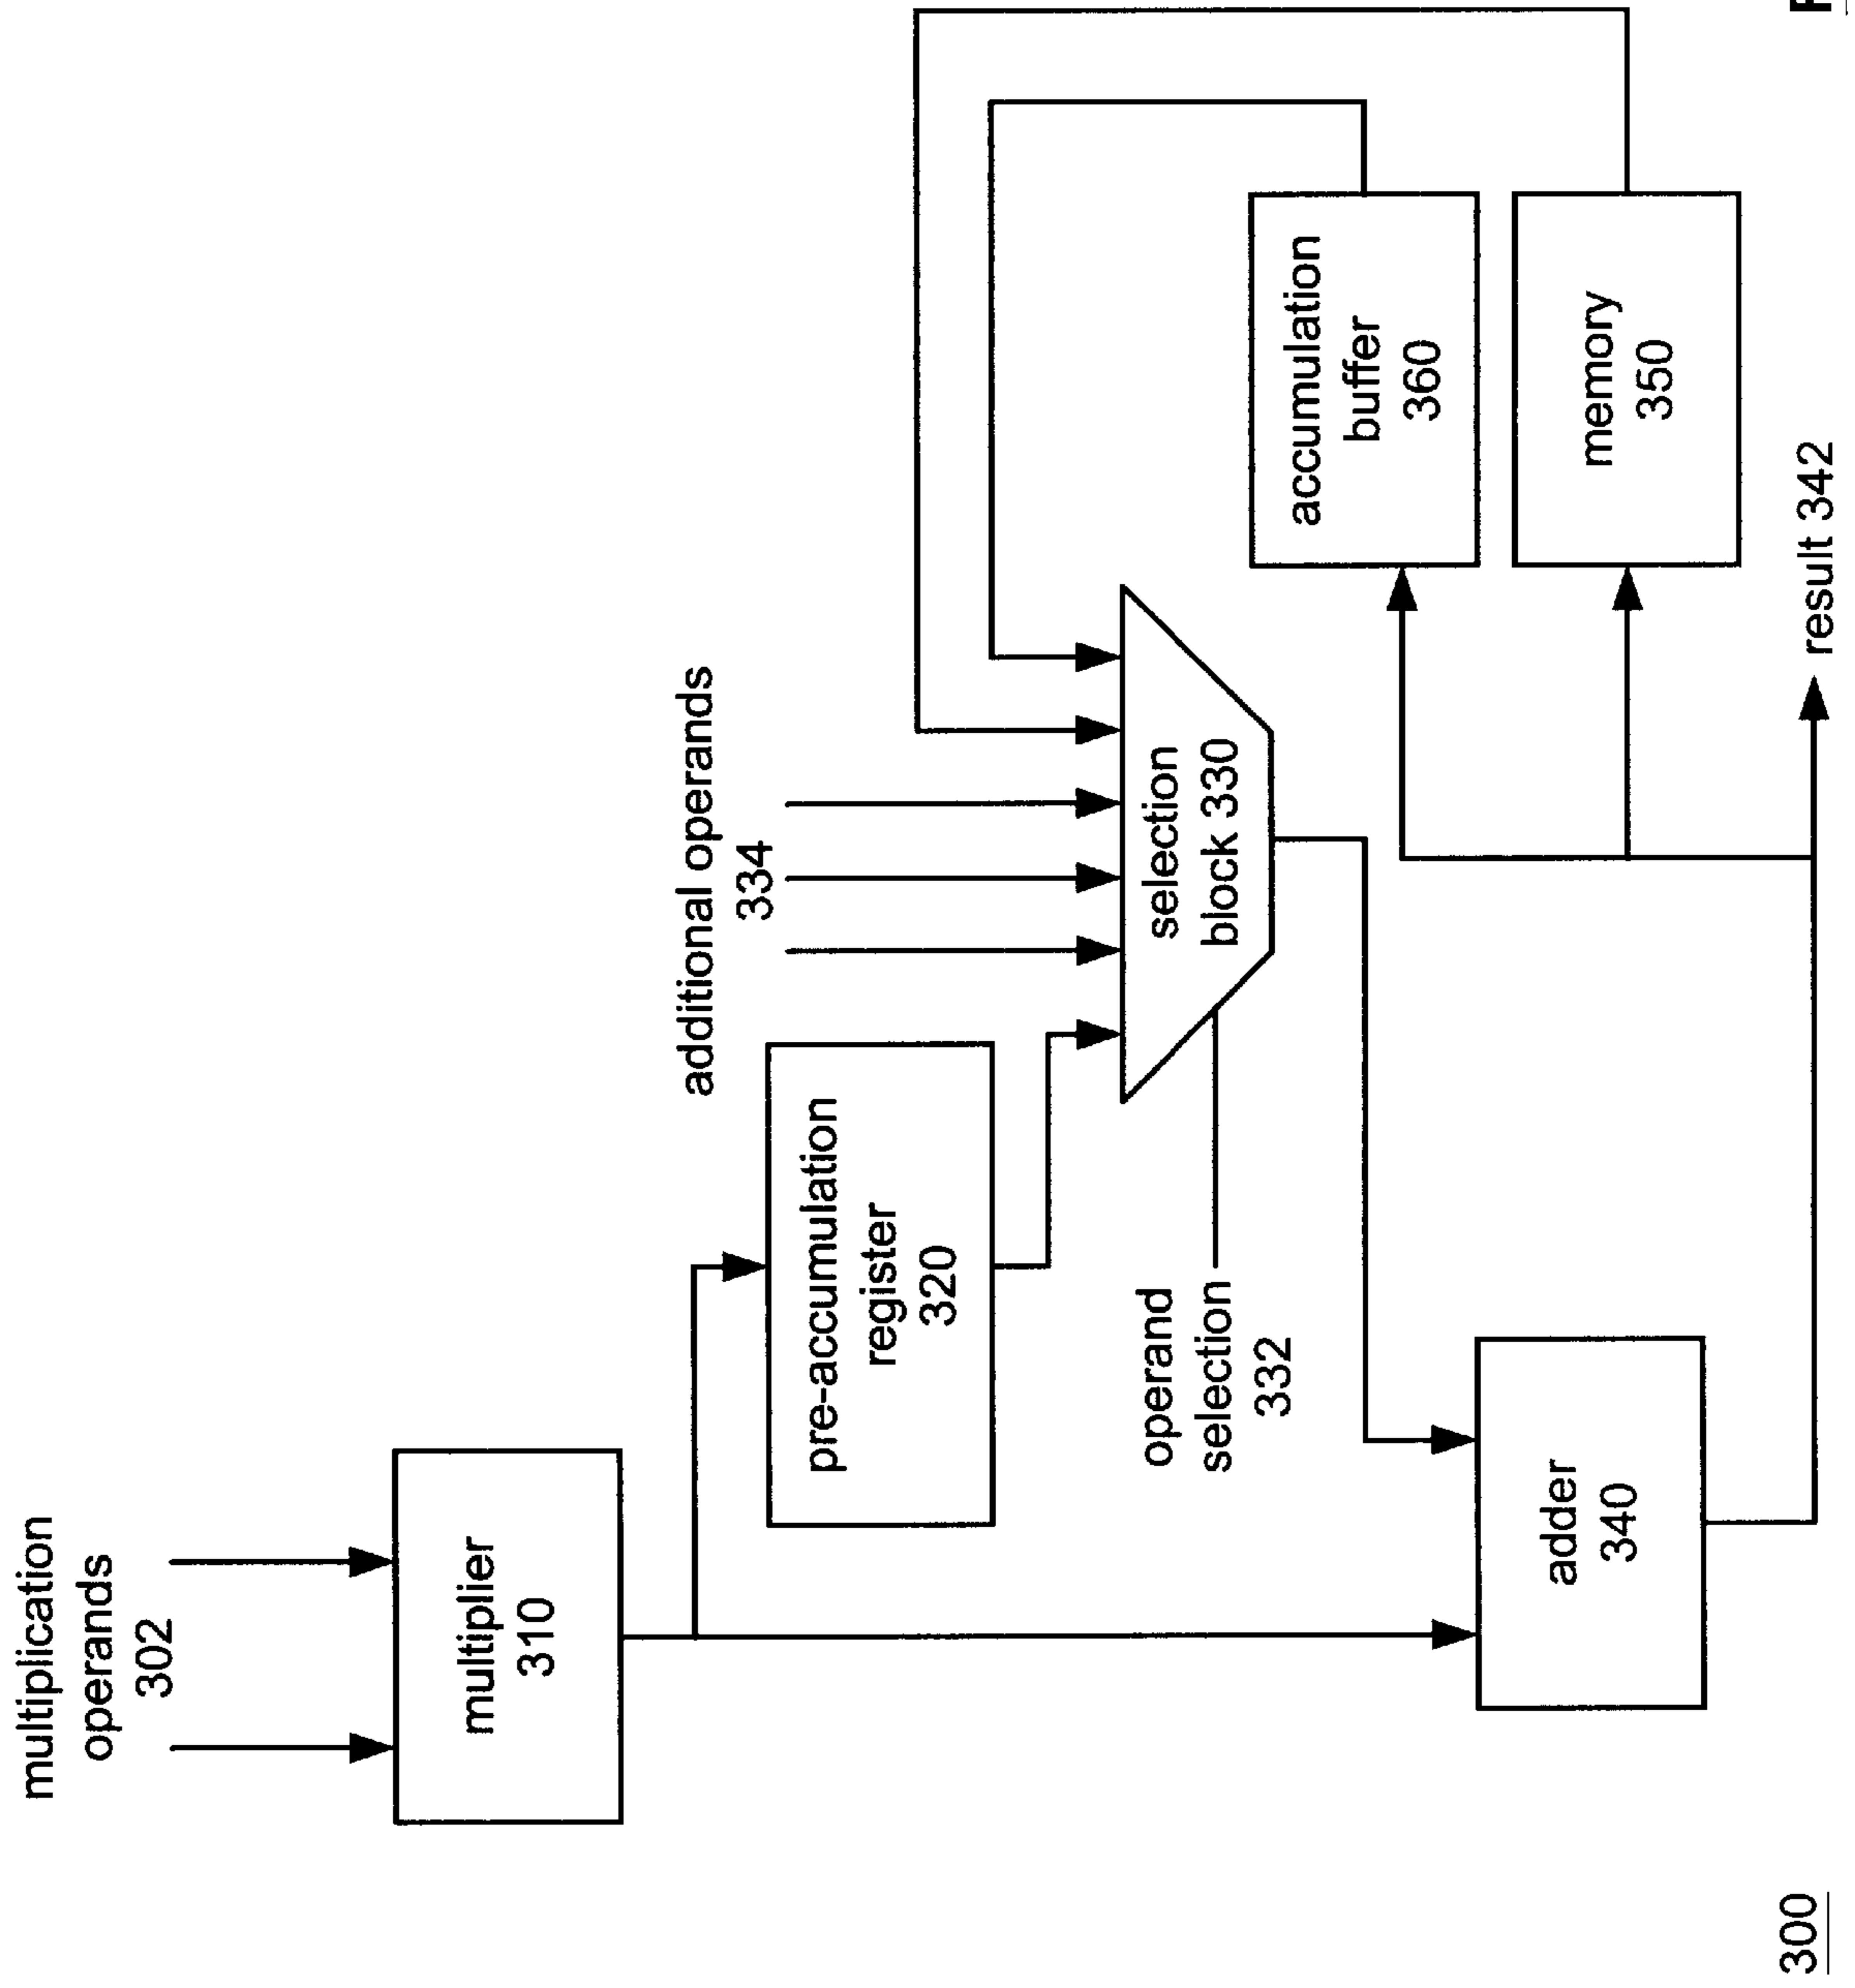 multiplication
operands
302
multiplier
310
additional operands
334
pre-accumulation
register
320
selection
block 330
operand
selection
332
accumulation
buffer
360
memory
350
adder
340
result 342
300